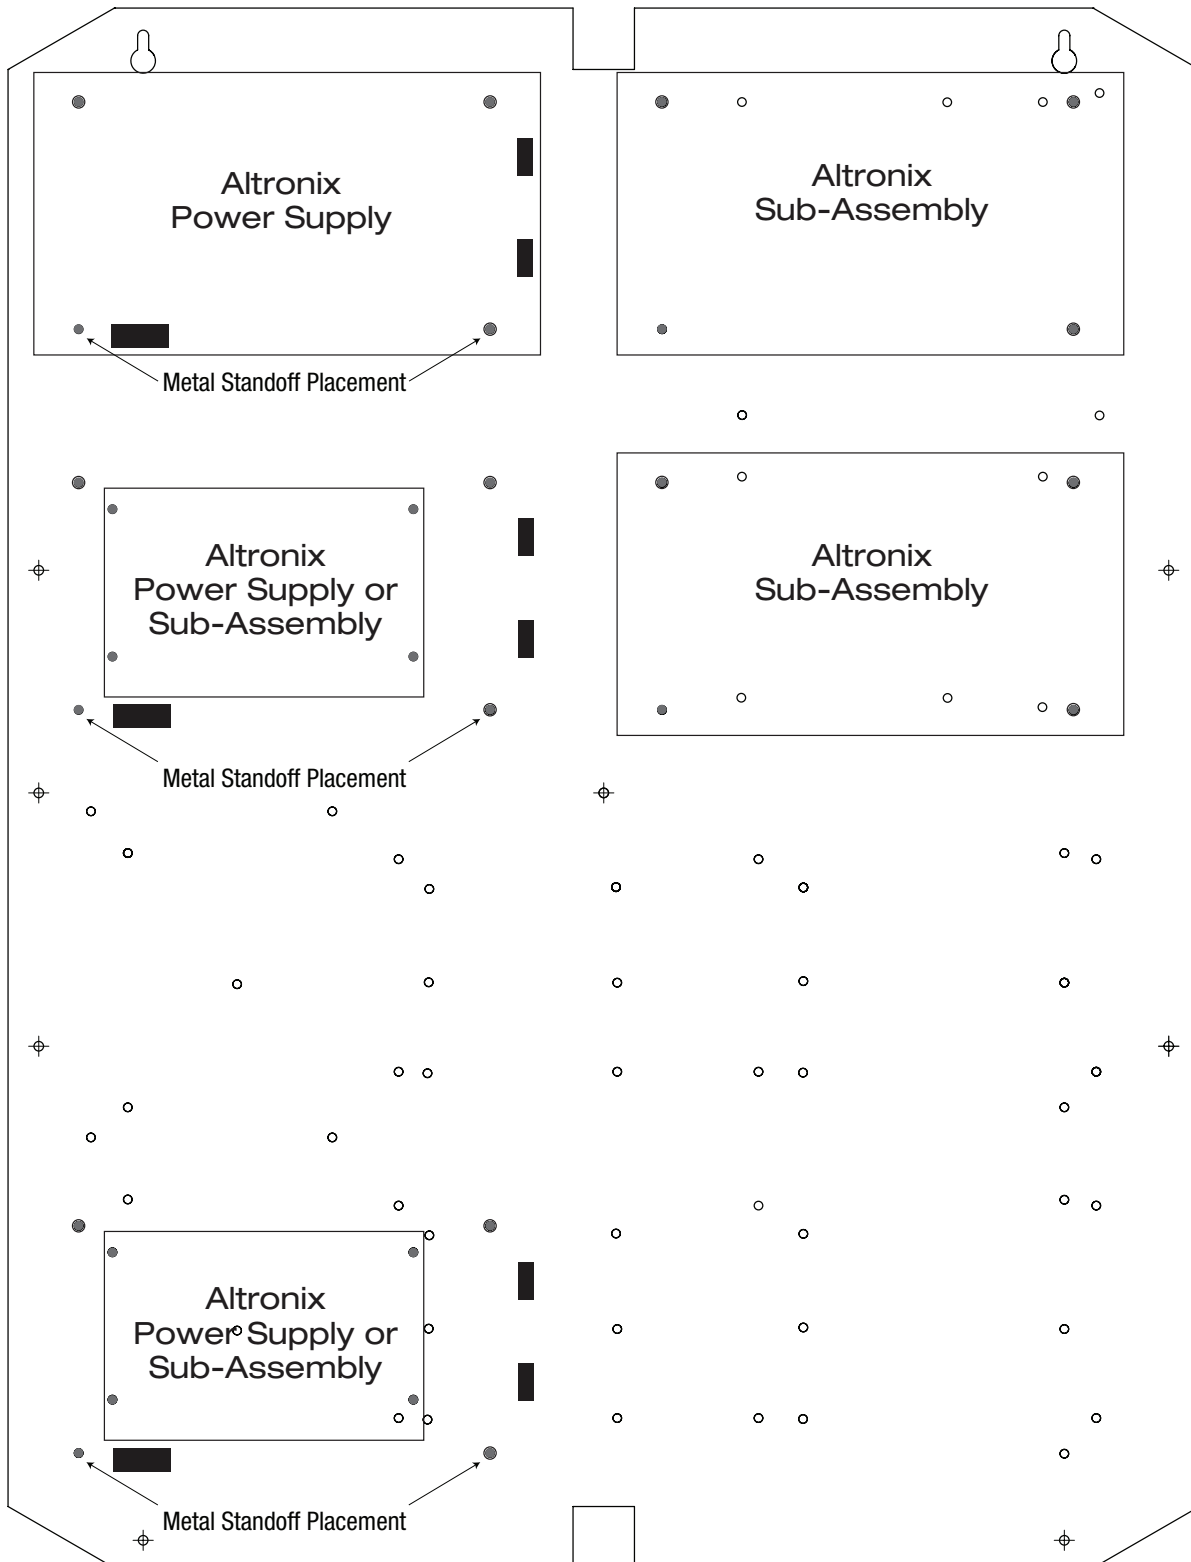 Altronix
Power Supply
Altronix
Sub-Assembly
Metal Standoff Placement
Altronix
Power Supply or
Sub-Assembly
Altronix
Sub-Assembly
Metal Standoff Placement
Altronix
Power Supply or
Sub-Assembly
Metal Standoff Placement